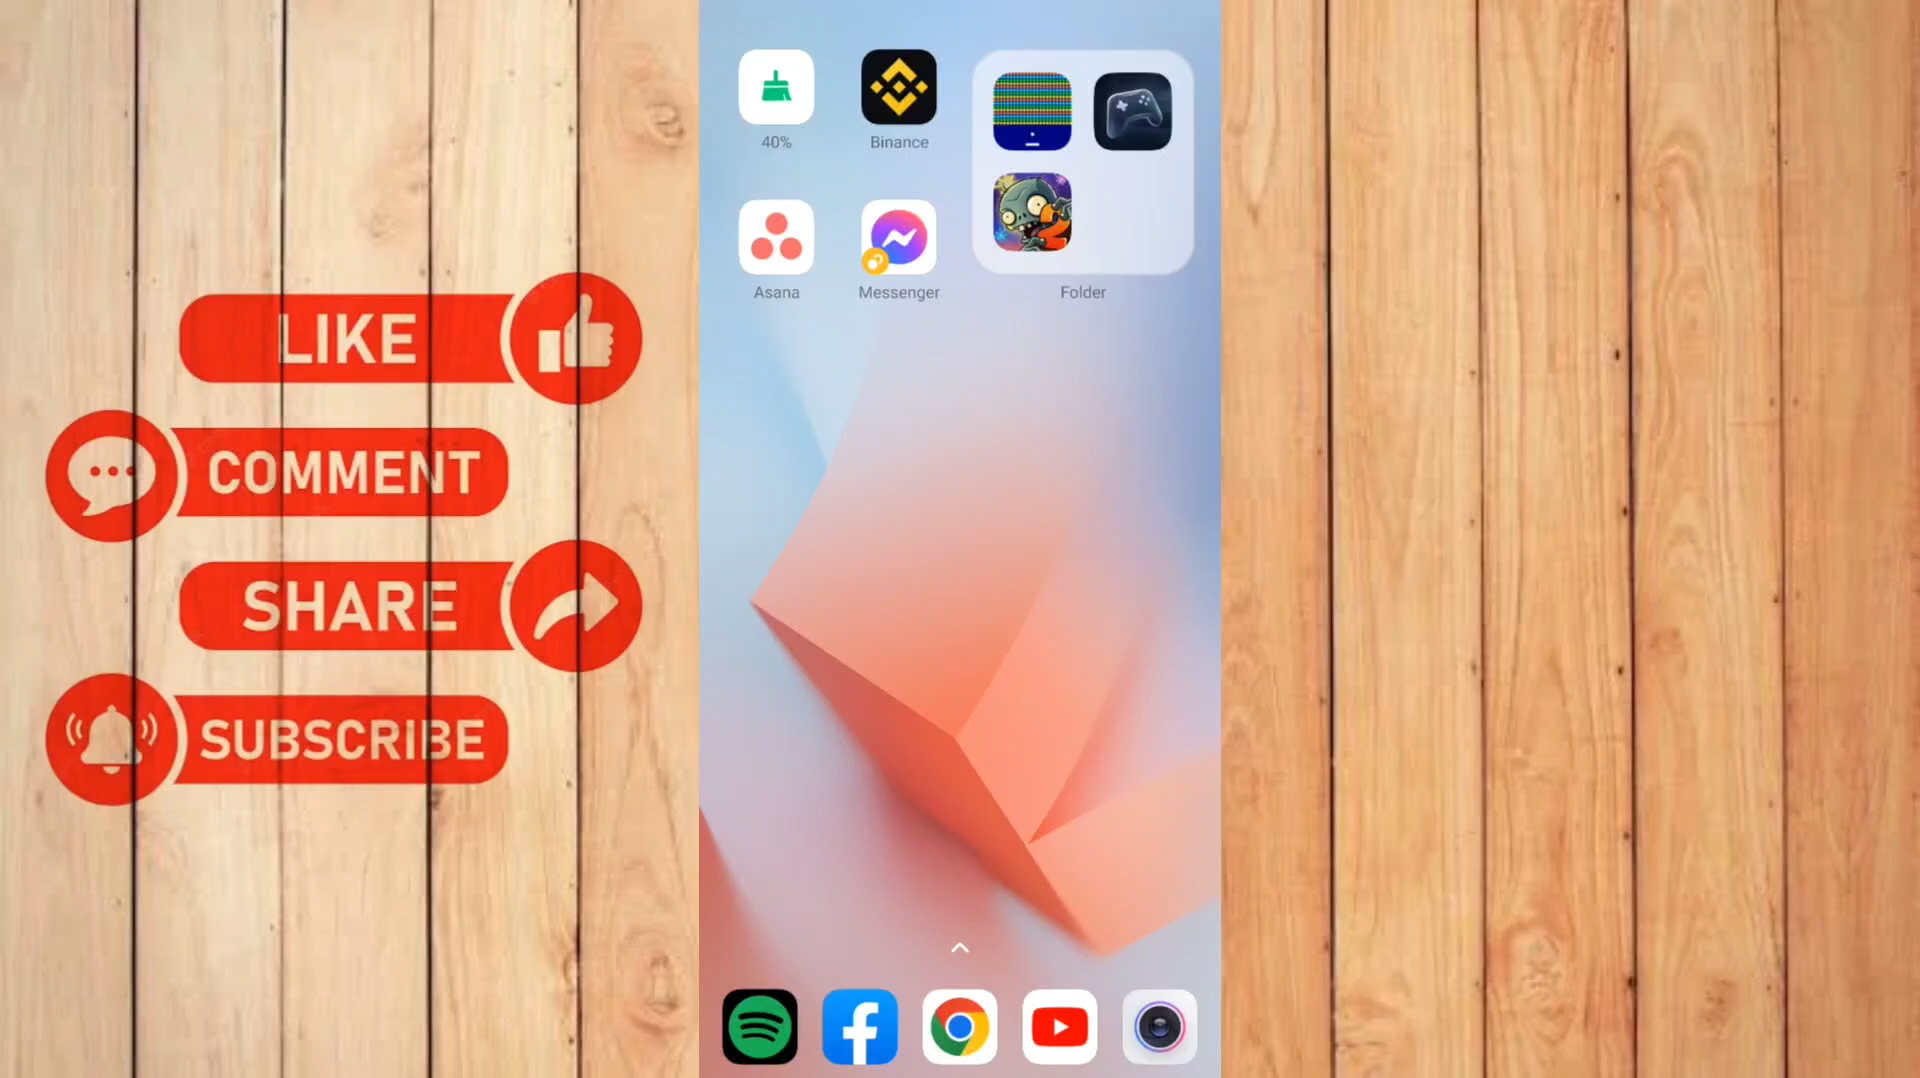 LIKE
COMMENT
SHARE
SUBSCRIBE
40%
Binance
Asana
Messenger
Folder